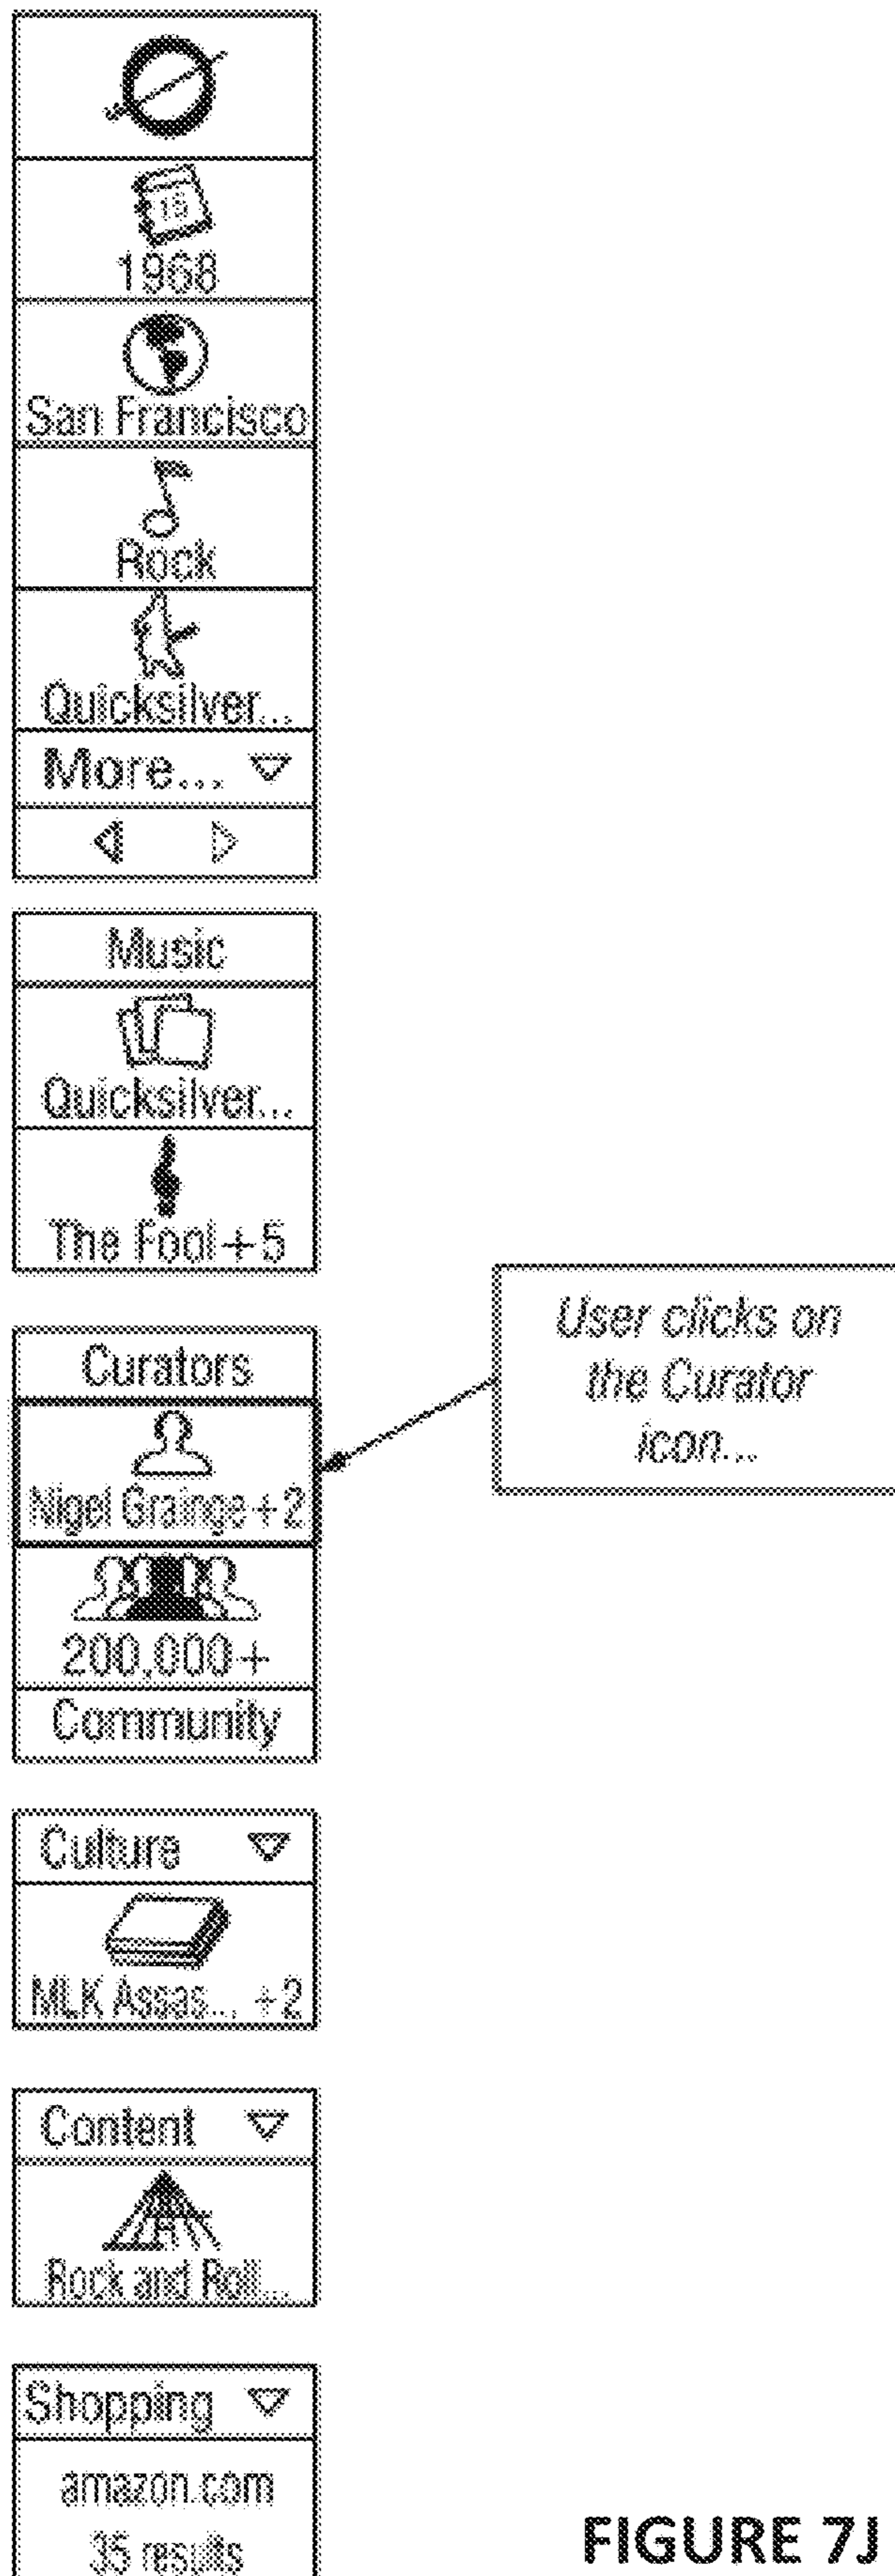 15
1968
San Francisco
Rock
Quicksilver...
More...
Music
Quicksilver...
The Fool +5
Curators
Nigel Grainge +2
200,000+
Community
User clicks on
the Curator
icon...
Culture
MLK Assas... +2
Content
Rock and Roll...
Shopping
amazon.com
35 results
FIGURE 7J